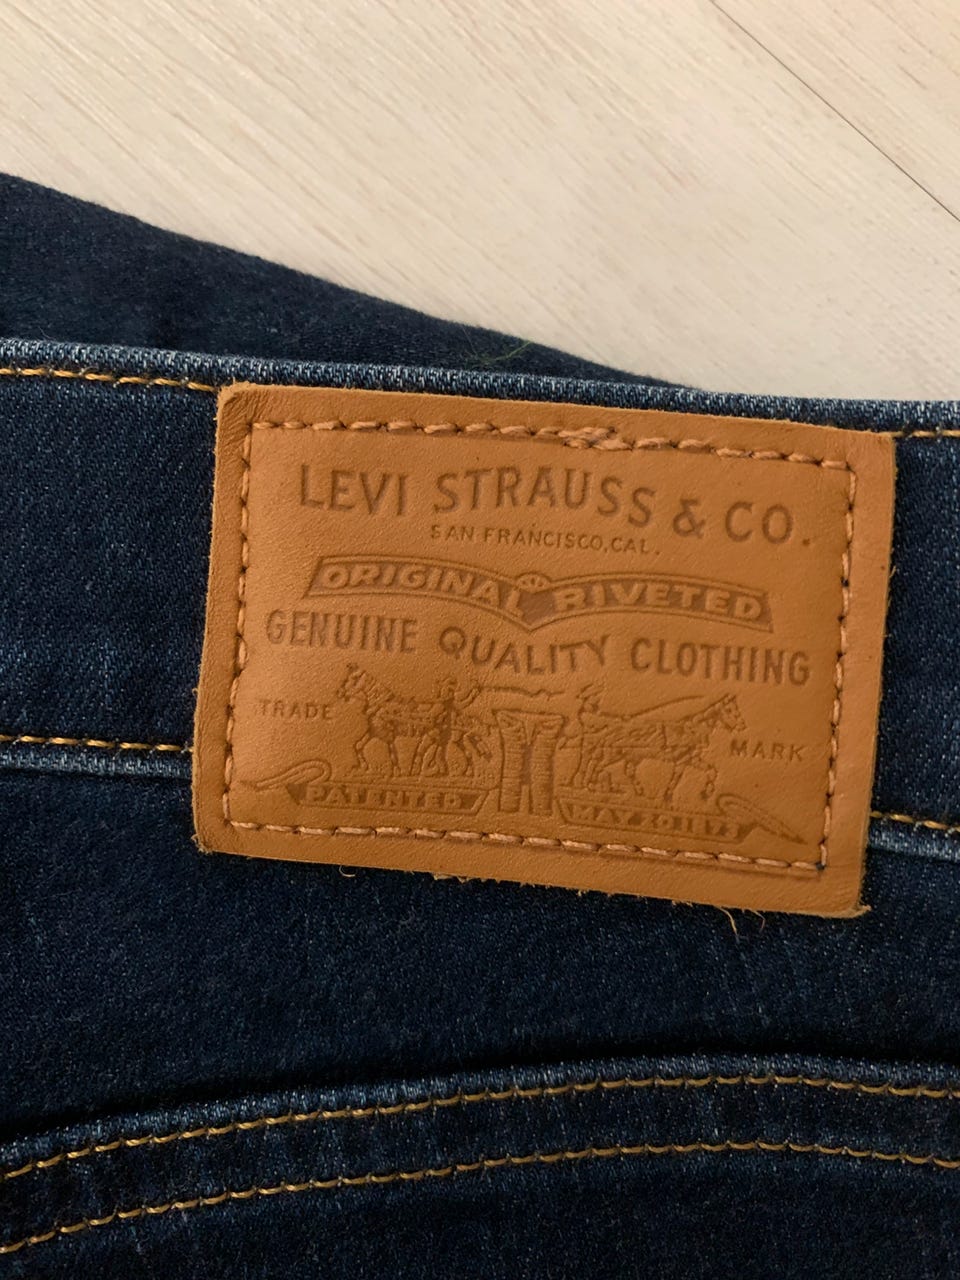 LEVI STRAUSS & CO.
SAN FRANCISCO, CAL.
ORIGINAL RIVETED
GENUINE QUALITY CLOTHING
TRADE MARK
PATENTED MAY 20 1873